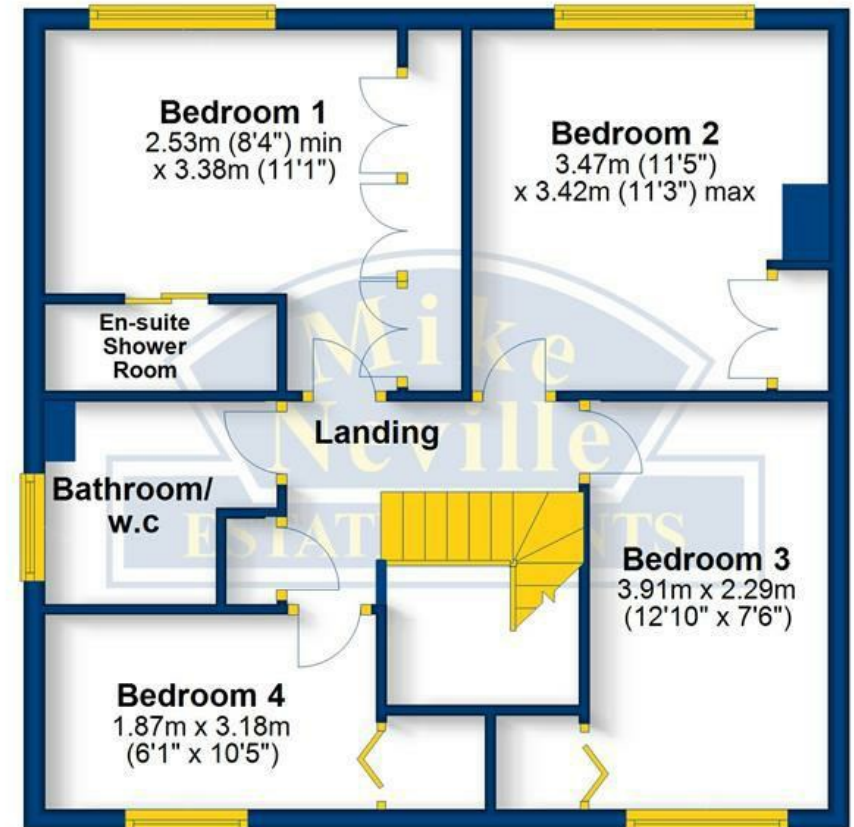 Bedroom 1
2.53m (8'4") min
x 3.38m (11'1")
Bedroom 2
3.47m (11'5")
x 3.42m (11'3") max
En-suite
Shower
Room
Mike
Neville
Landing
Bathroom/
w.c
Bedroom 3
3.91m x 2.29m
(12'10" x 7'6")
Bedroom 4
1.87m x 3.18m
(6'1" x 10'5")